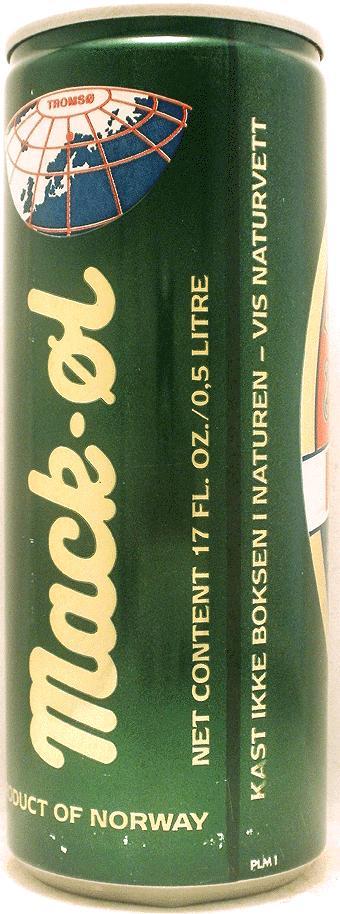 TROMSØ
Mack-øl
NET CONTENT 17 FL. OZ./0,5 LITRE
KAST IKKE BOKSEN I NATUREN – VIS NATURVETT
OF NORWAY
PLM 1